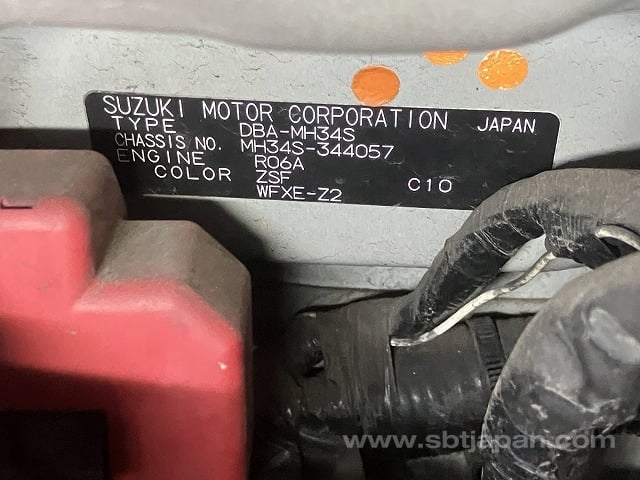 SUZUKI MOTOR CORPORATION JAPAN
TYPE DBA-MH34S
CHASSIS NO. MH34S-344057
ENGINE R06A
COLOR ZSF
WFXE-Z2 C10
www.sbtjapan.com